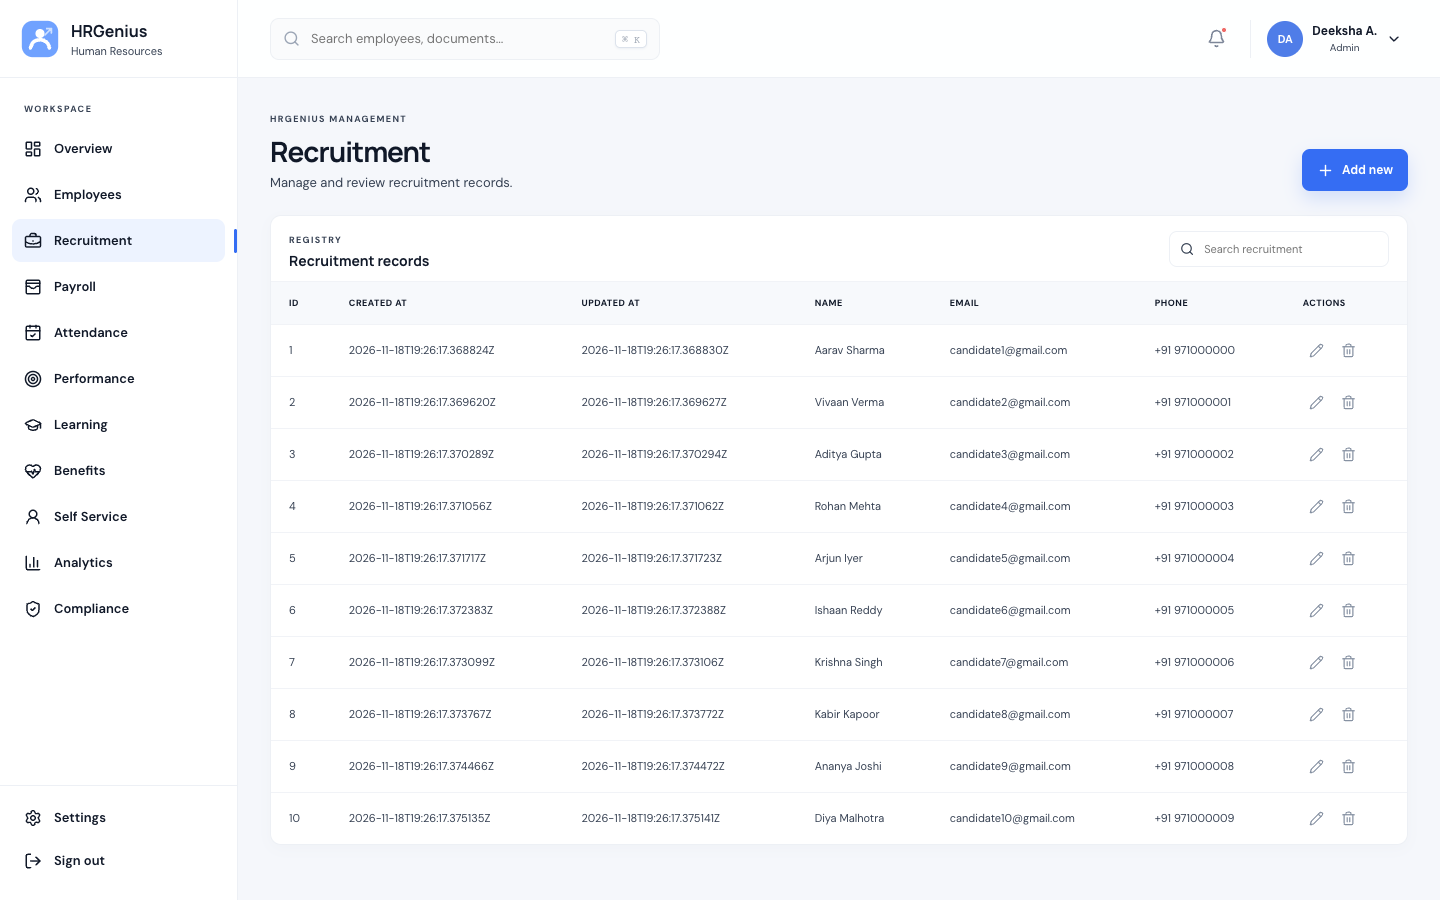 HRGenius
Human Resources
Search employees, documents...
⌘ K
DA
Deeksha A.
Admin
WORKSPACE
Overview
Employees
Recruitment
Payroll
Attendance
Performance
Learning
Benefits
Self Service
Analytics
Compliance
Settings
Sign out
HRGENIUS MANAGEMENT
Recruitment
Manage and review recruitment records.
Add new
REGISTRY
Recruitment records
Search recruitment
ID CREATED AT UPDATED AT NAME EMAIL PHONE ACTIONS
1 2026-11-18T19:26:17.368824Z 2026-11-18T19:26:17.368830Z Aarav Sharma candidate1@gmail.com +91 971000000
2 2026-11-18T19:26:17.369620Z 2026-11-18T19:26:17.369627Z Vivaan Verma candidate2@gmail.com +91 971000001
3 2026-11-18T19:26:17.370289Z 2026-11-18T19:26:17.370294Z Aditya Gupta candidate3@gmail.com +91 971000002
4 2026-11-18T19:26:17.371056Z 2026-11-18T19:26:17.371062Z Rohan Mehta candidate4@gmail.com +91 971000003
5 2026-11-18T19:26:17.371717Z 2026-11-18T19:26:17.371723Z Arjun Iyer candidate5@gmail.com +91 971000004
6 2026-11-18T19:26:17.372383Z 2026-11-18T19:26:17.372388Z Ishaan Reddy candidate6@gmail.com +91 971000005
7 2026-11-18T19:26:17.373099Z 2026-11-18T19:26:17.373106Z Krishna Singh candidate7@gmail.com +91 971000006
8 2026-11-18T19:26:17.373767Z 2026-11-18T19:26:17.373772Z Kabir Kapoor candidate8@gmail.com +91 971000007
9 2026-11-18T19:26:17.374466Z 2026-11-18T19:26:17.374472Z Ananya Joshi candidate9@gmail.com +91 971000008
10 2026-11-18T19:26:17.375135Z 2026-11-18T19:26:17.375141Z Diya Malhotra candidate10@gmail.com +91 971000009